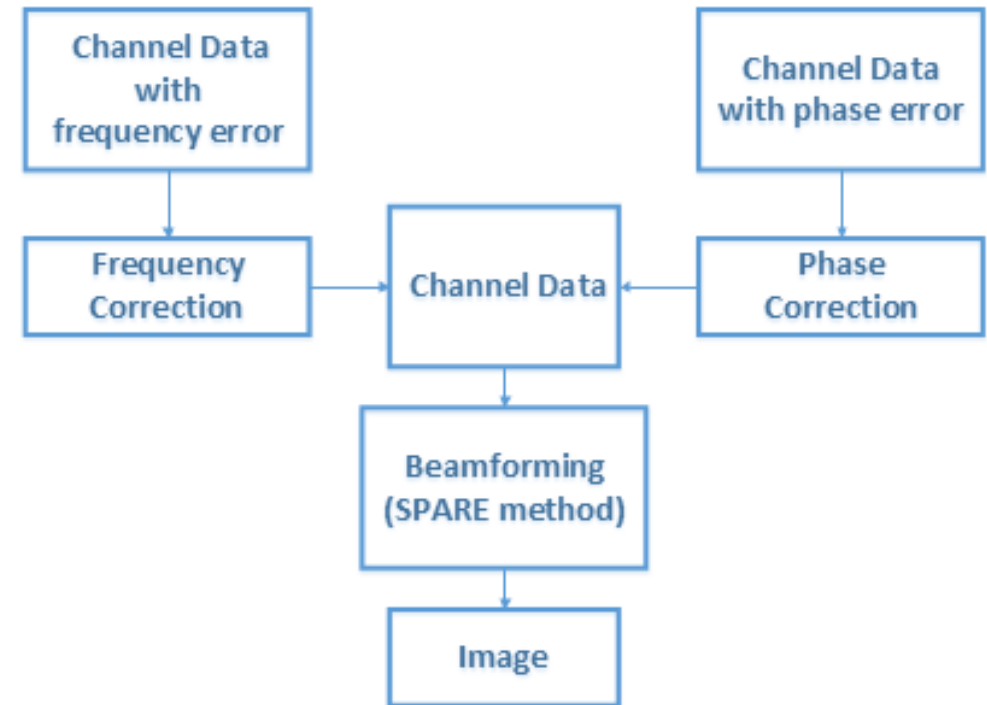 Channel Data
with
frequency error
Channel Data
with phase error
Frequency
Correction
Channel Data
Phase
Correction
Beamforming
(SPARE method)
Image